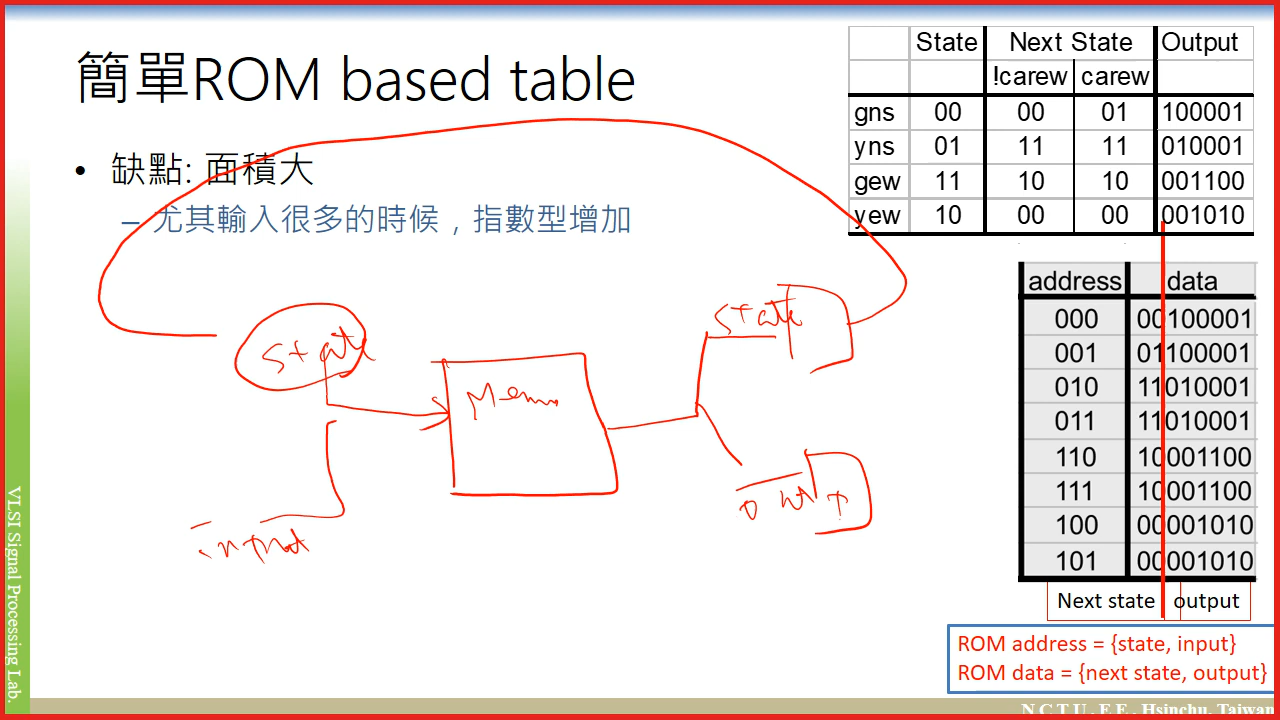 簡單ROM based table
• 缺點: 面積大
– 尤其輸入很多的時候，指數型增加
State Next State Output
!carew carew
gns 00 00 01 100001
yns 01 11 11 010001
gew 11 10 10 001100
yew 10 00 00 001010
address data
000 00100001
001 01100001
010 11010001
011 11010001
110 10001100
111 10001100
100 00001010
101 00001010
Next state output
ROM address = {state, input}
ROM data = {next state, output}
state
state
Mem
input
VLSI Signal Processing Lab.
N C T U . E E , Hsinchu, Taiwan